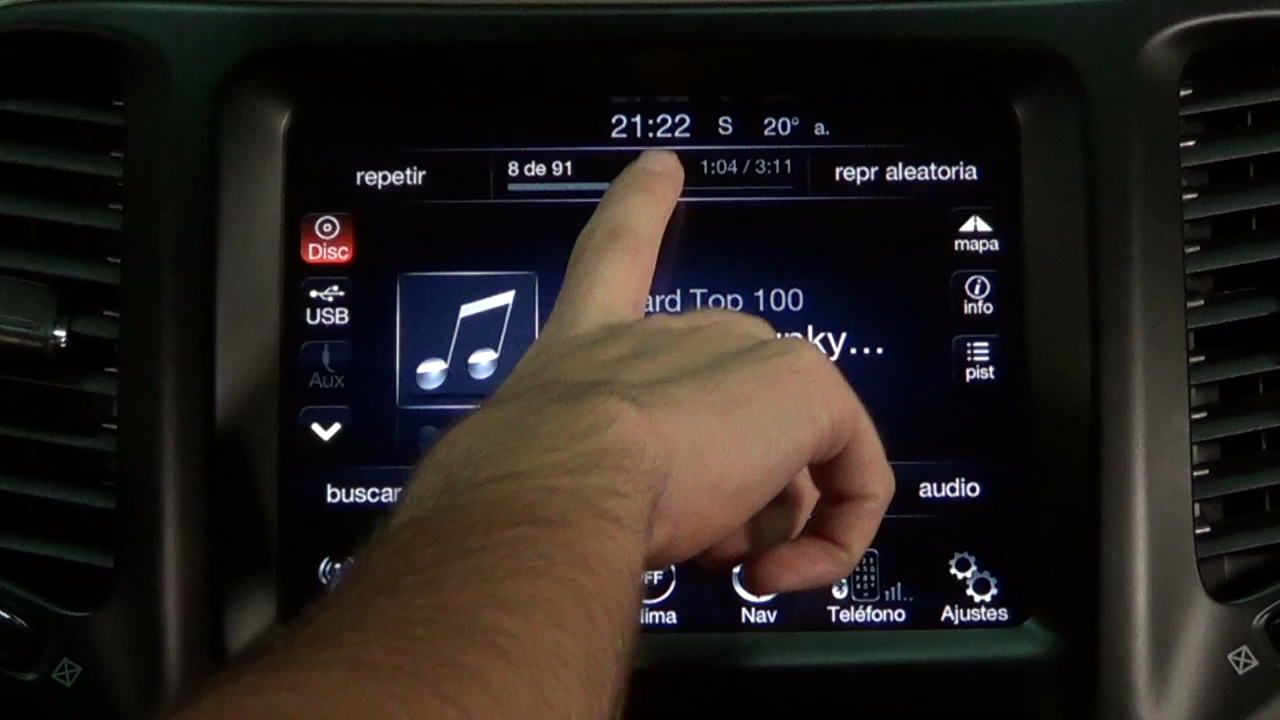 21:22 S 20° a.
repetir 8 de 91 1:04 / 3:11 repr aleatoria
Disc
USB
Aux
ard Top 100
nky...
mapa
info
pist
buscar audio
FF
lima Nav Teléfono Ajustes